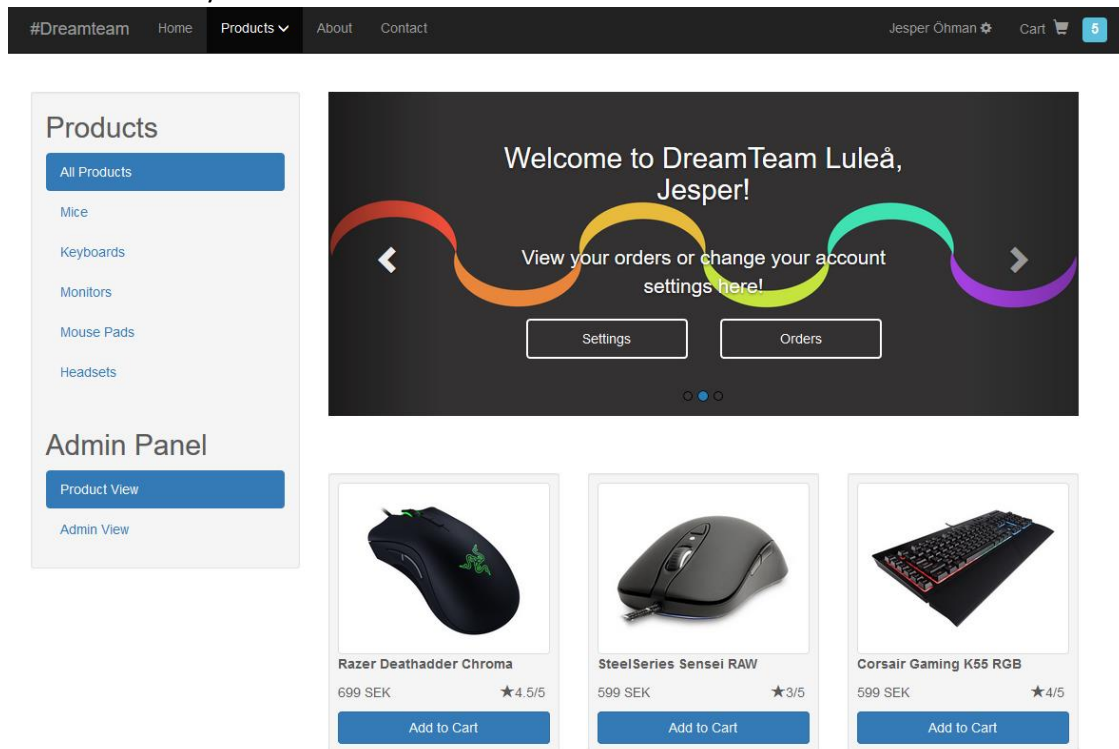 #Dreamteam Home Products About Contact Jesper Öhman Cart 5
Products
All Products
Mice
Keyboards
Monitors
Mouse Pads
Headsets
Admin Panel
Product View
Admin View
Welcome to DreamTeam Luleå,
Jesper!
View your orders or change your account
settings here!
Settings Orders
Razer Deathadder Chroma
699 SEK ★4.5/5
Add to Cart
SteelSeries Sensei RAW
599 SEK ★3/5
Add to Cart
Corsair Gaming K55 RGB
599 SEK ★4/5
Add to Cart